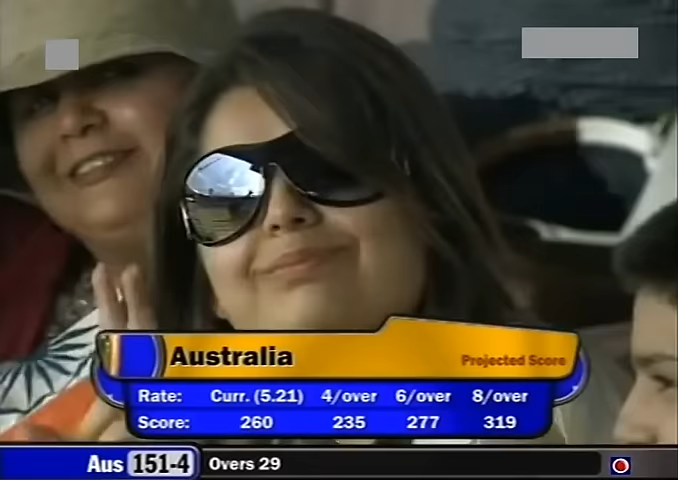 Australia
Projected Score
Rate: Curr. (5.21) 4/over 6/over 8/over
Score: 260 235 277 319
Aus 151-4 Overs 29